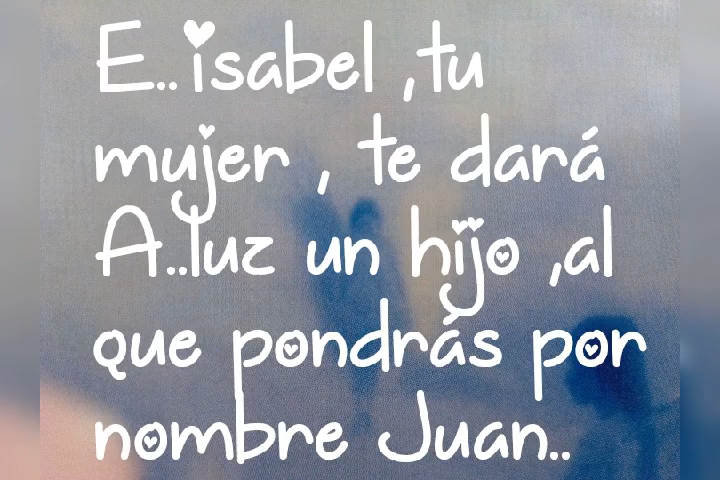 E..isabel ,tu
mujer , te dará
A..luz un hijo ,al
que pondrás por
nombre Juan..